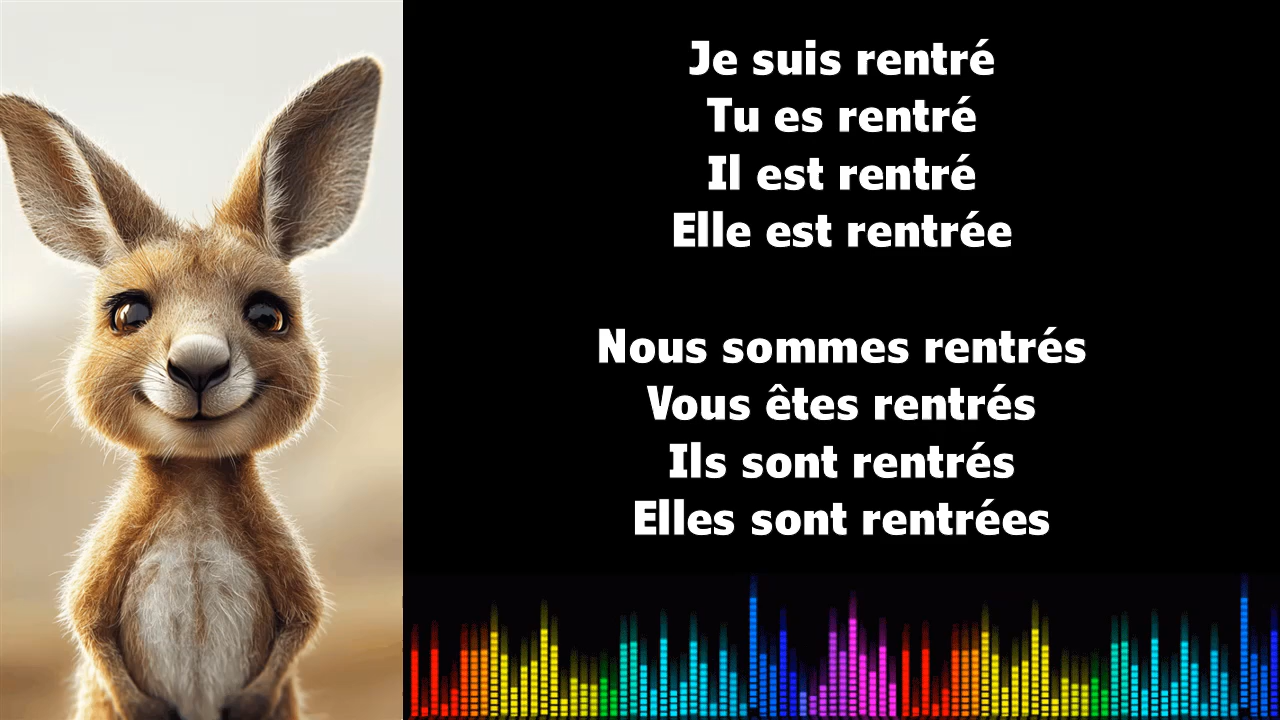 Je suis rentré
Tu es rentré
Il est rentré
Elle est rentrée
Nous sommes rentrés
Vous êtes rentrés
Ils sont rentrés
Elles sont rentrées